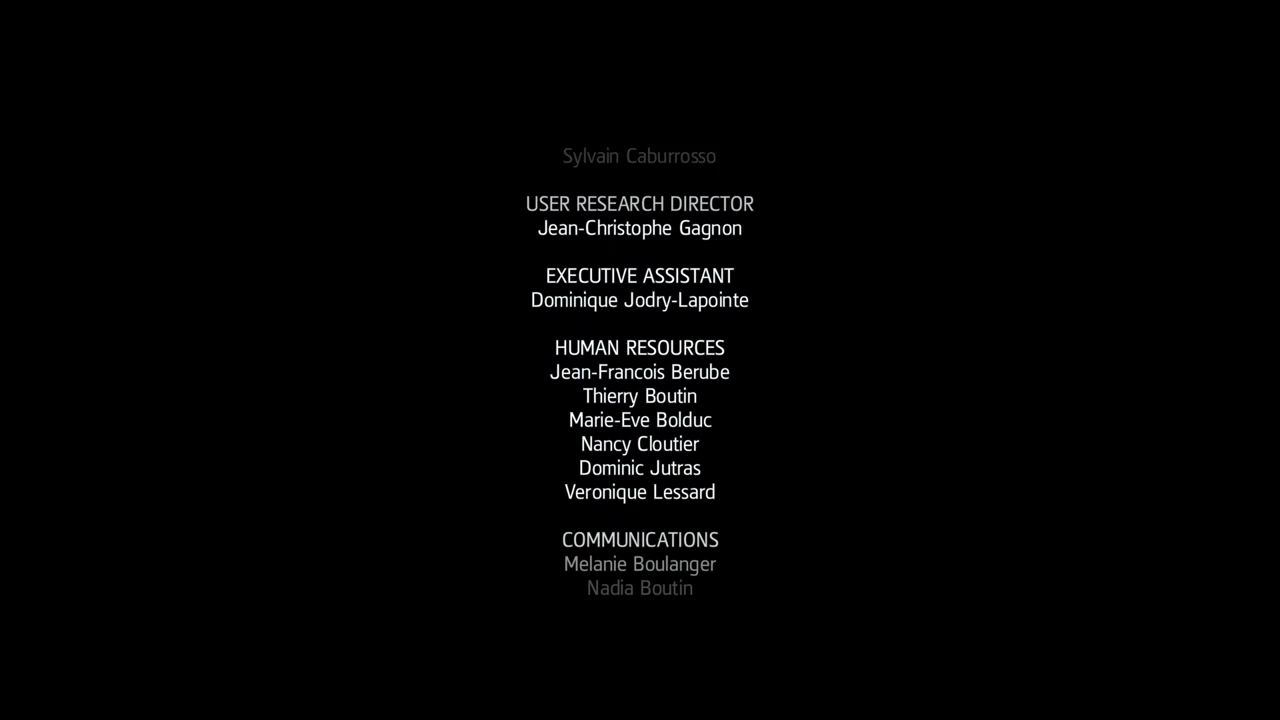 Sylvain Caburrosso
USER RESEARCH DIRECTOR
Jean-Christophe Gagnon
EXECUTIVE ASSISTANT
Dominique Jodry-Lapointe
HUMAN RESOURCES
Jean-Francois Berube
Thierry Boutin
Marie-Eve Bolduc
Nancy Cloutier
Dominic Jutras
Veronique Lessard
COMMUNICATIONS
Melanie Boulanger
Nadia Boutin